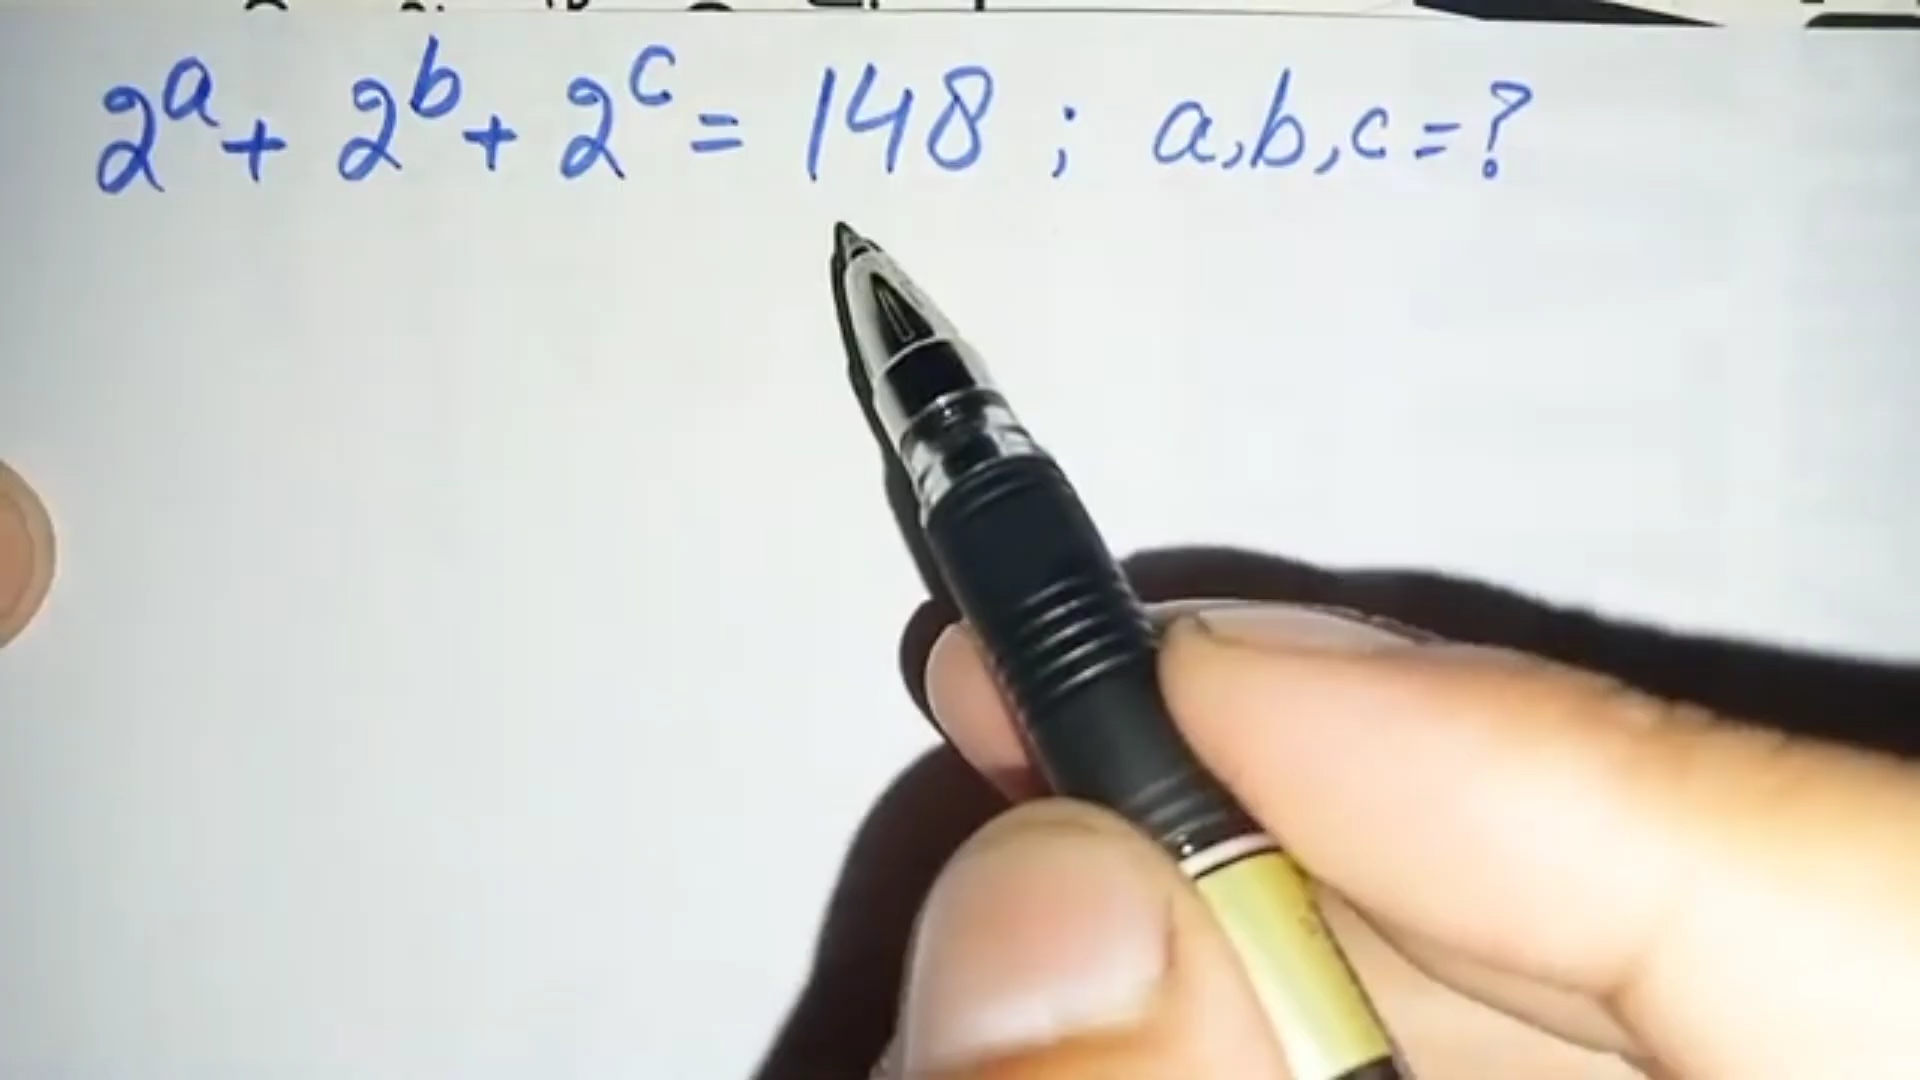 2^a + 2^b + 2^c = 148 ; a,b,c = ?